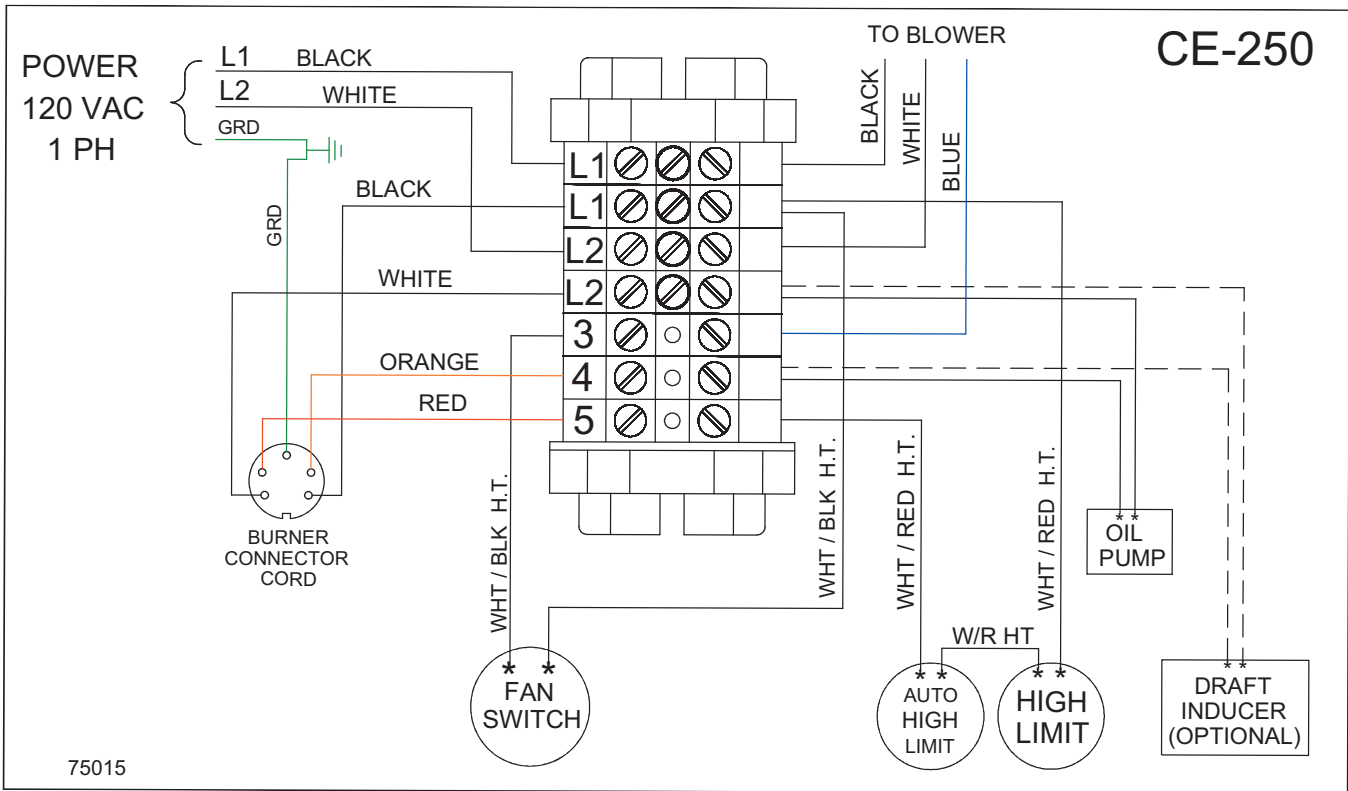 CE-250
POWER
120 VAC
1 PH
L1
BLACK
L2
WHITE
GRD
GRD
TO BLOWER
BLACK
WHITE
BLUE
L1
L1
L2
L2
3
4
5
BLACK
WHITE
ORANGE
RED
BURNER
CONNECTOR
CORD
WHT / BLK H.T.
WHT / BLK H.T.
WHT / RED H.T.
WHT / RED H.T.
W/R HT
* *
FAN
SWITCH
* *
AUTO
HIGH
LIMIT
* *
HIGH
LIMIT
* *
OIL
PUMP
* *
DRAFT
INDUCER
(OPTIONAL)
75015